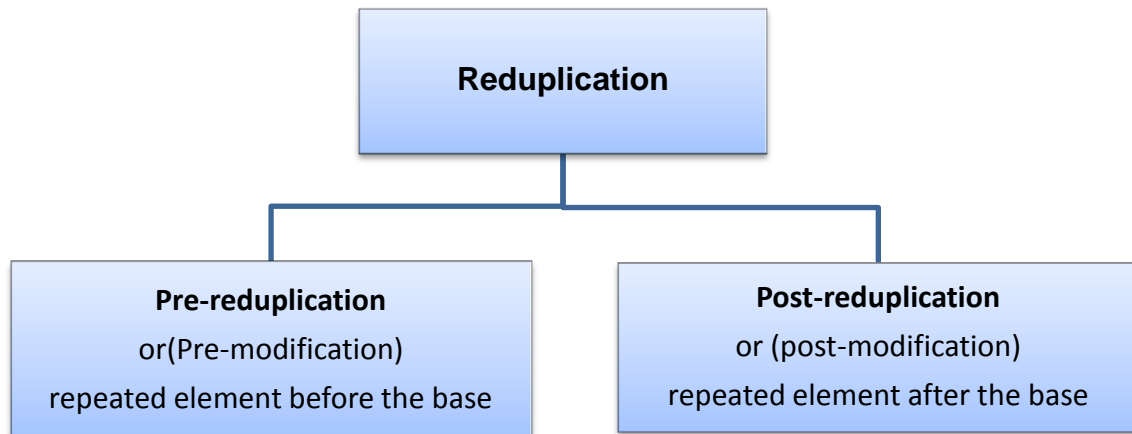 Reduplication
Pre-reduplication
or(Pre-modification)
repeated element before the base
Post-reduplication
or (post-modification)
repeated element after the base